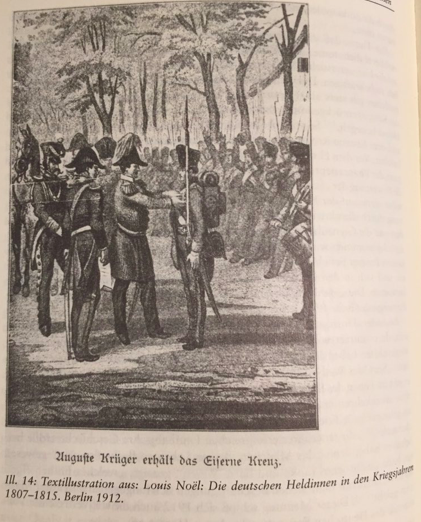 Auguste Krüger erhält das Eiserne Kreuz.
Ill. 14: Textillustration aus: Louis Noël: Die deutschen Heldinnen in den Kriegsjahren
1807–1815. Berlin 1912.